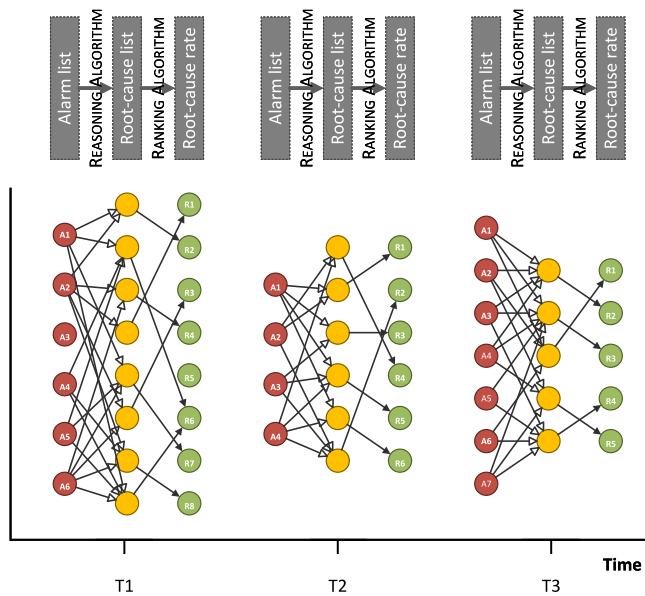 Alarm list
REASONING ALGORITHM
Root-cause list
RANKING ALGORITHM
Root-cause rate
Alarm list
REASONING ALGORITHM
Root-cause list
RANKING ALGORITHM
Root-cause rate
Alarm list
REASONING ALGORITHM
Root-cause list
RANKING ALGORITHM
Root-cause rate
A1
A2
A3
A4
A5
A6
R1
R2
R3
R4
R5
R6
R7
R8
A1
A2
A3
A4
R1
R2
R3
R4
R5
R6
A1
A2
A3
A4
A5
A6
A7
R1
R2
R3
R4
R5
Time
T1
T2
T3